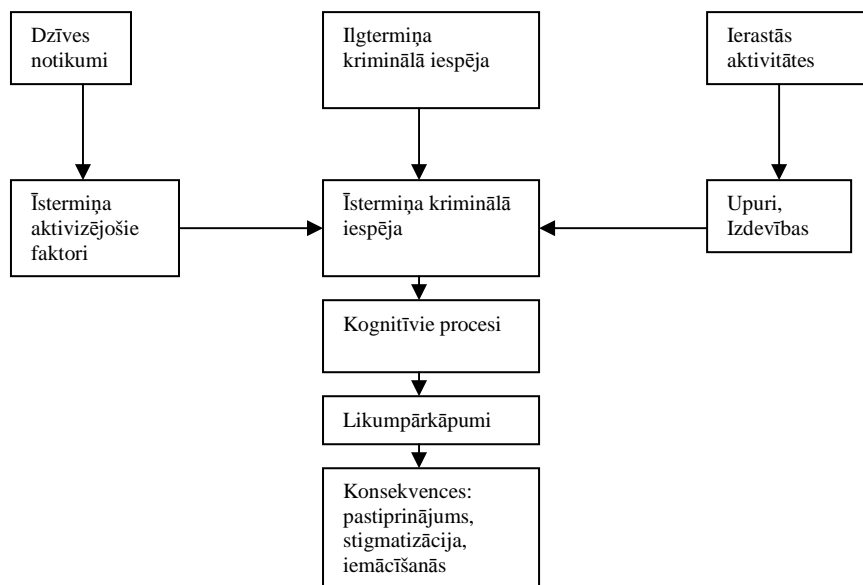 Dzīves
notikumi
Ilgtermiņa
kriminālā iespēja
Ierastās
aktivitātes
Īstermiņa
aktivizējošie
faktori
Īstermiņa kriminālā
iespēja
Upuri,
Izdevības
Kognitīvie procesi
Likumpārkāpumi
Konsekvences:
pastiprinājums,
stigmatizācija,
iemācīšanās